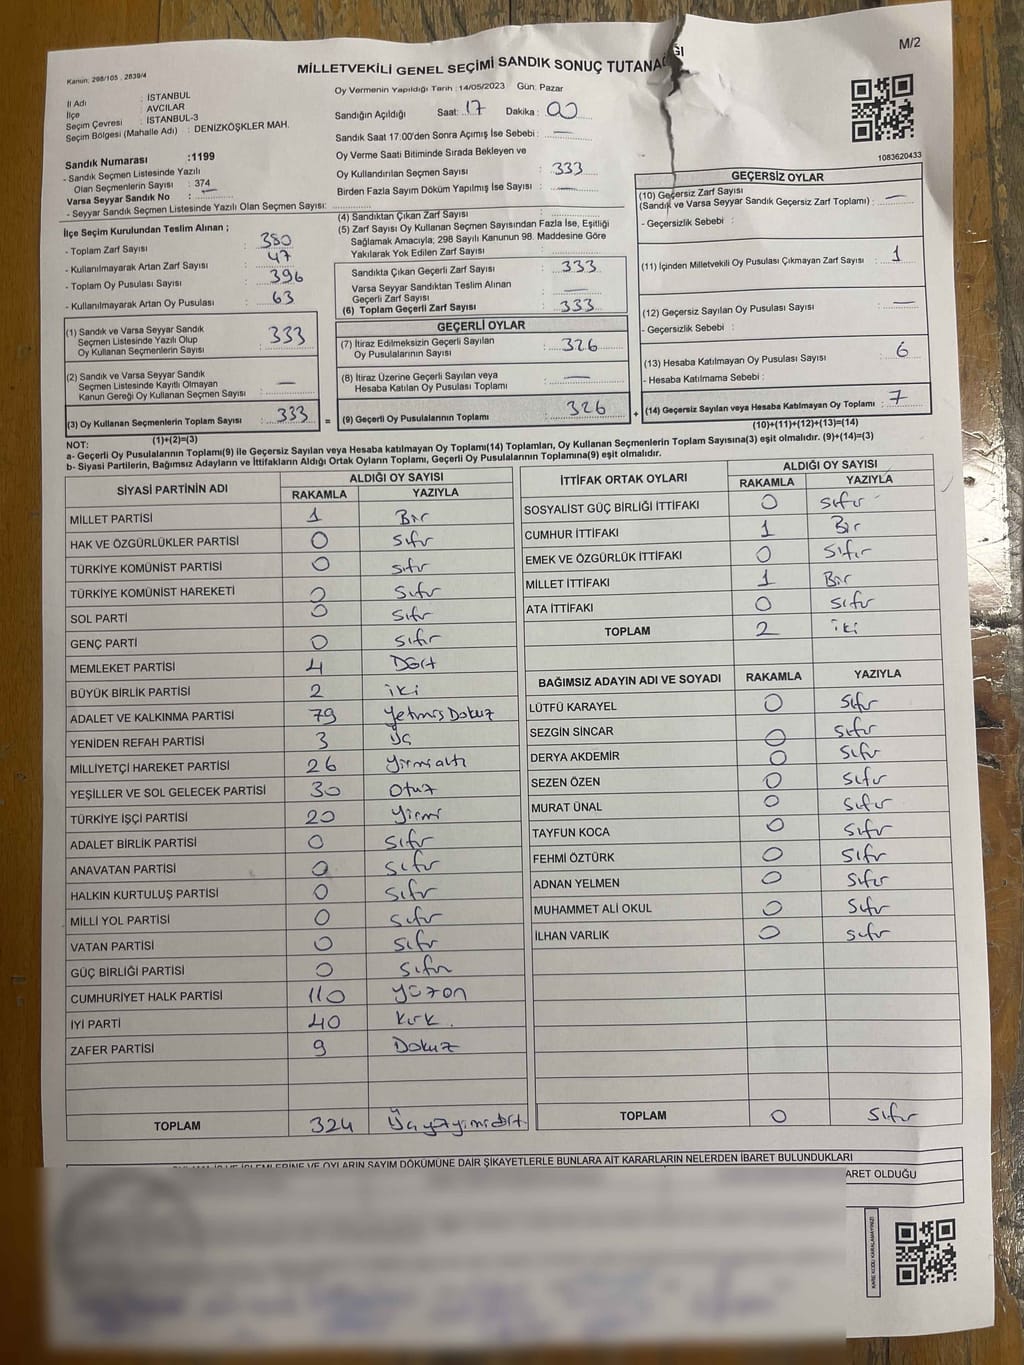 M/2
MİLLETVEKİLİ GENEL SEÇİMİ SANDIK SONUÇ TUTANAĞI
Kanun: 298/105 , 2839/4
İl Adı : İSTANBUL
İlçe : AVCILAR
Seçim Çevresi : İSTANBUL-3
Seçim Bölgesi (Mahalle Adı) : DENİZKÖŞKLER MAH.
Sandık Numarası :1199
- Sandık Seçmen Listesinde Yazılı
Olan Seçmenlerin Sayısı : 374
Varsa Seyyar Sandık No : —
- Seyyar Sandık Seçmen Listesinde Yazılı Olan Seçmen Sayısı:
Oy Vermenin Yapıldığı Tarih : 14/05/2023 Gün: Pazar
Sandığın Açıldığı Saat: 17 Dakika : 00
Sandık Saat 17:00'den Sonra Açımış İse Sebebi : —
Oy Verme Saati Bitiminde Sırada Bekleyen ve
Oy Kullandırılan Seçmen Sayısı : 333
Birden Fazla Sayım Döküm Yapılmış İse Sayısı : —
1083620433
İlçe Seçim Kurulundan Teslim Alınan ;
- Toplam Zarf Sayısı : 380
- Kullanılmayarak Artan Zarf Sayısı : 47
- Toplam Oy Pusulası Sayısı : 396
- Kullanılmayarak Artan Oy Pusulası : 63
(1) Sandık ve Varsa Seyyar Sandık
Seçmen Listesinde Yazılı Olup
Oy Kullanan Seçmenlerin Sayısı : 333
(2) Sandık ve Varsa Seyyar Sandık
Seçmen Listesinde Kayıtlı Olmayan
Kanun Gereği Oy Kullanan Seçmen Sayısı : —
(3) Oy Kullanan Seçmenlerin Toplam Sayısı : 333 =
(1)+(2)=(3)
(4) Sandıktan Çıkan Zarf Sayısı :
(5) Zarf Sayısı Oy Kullanan Seçmen Sayısından Fazla İse, Eşitliği
Sağlamak Amacıyla; 298 Sayılı Kanunun 98. Maddesine Göre
Yakılarak Yok Edilen Zarf Sayısı :
Sandıkta Çıkan Geçerli Zarf Sayısı : 333
Varsa Seyyar Sandıktan Teslim Alınan
Geçerli Zarf Sayısı : —
(6) Toplam Geçerli Zarf Sayısı : 333
GEÇERLİ OYLAR
(7) İtiraz Edilmeksizin Geçerli Sayılan
Oy Pusulalarının Sayısı : 326
(8) İtiraz Üzerine Geçerli Sayılan veya
Hesaba Katılan Oy Pusulası Toplamı : —
(9) Geçerli Oy Pusulalarının Toplamı : 326 +
GEÇERSİZ OYLAR
(10) Geçersiz Zarf Sayısı
(Sandık ve Varsa Seyyar Sandık Geçersiz Zarf Toplamı) : —
- Geçersizlik Sebebi :
(11) İçinden Milletvekili Oy Pusulası Çıkmayan Zarf Sayısı : 1
(12) Geçersiz Sayılan Oy Pusulası Sayısı : —
- Geçersizlik Sebebi :
(13) Hesaba Katılmayan Oy Pusulası Sayısı : 6
- Hesaba Katılmama Sebebi :
(14) Geçersiz Sayılan veya Hesaba Katılmayan Oy Toplamı : 7
(10)+(11)+(12)+(13)=(14)
NOT:
a- Geçerli Oy Pusulalarının Toplamı(9) ile Geçersiz Sayılan veya Hesaba katılmayan Oy Toplamı(14) Toplamları, Oy Kullanan Seçmenlerin Toplam Sayısına(3) eşit olmalıdır. (9)+(14)=(3)
b- Siyasi Partilerin, Bağımsız Adayların ve İttifakların Aldığı Ortak Oyların Toplamı, Geçerli Oy Pusulalarının Toplamına(9) eşit olmalıdır.
SİYASİ PARTİNİN ADI ALDIĞI OY SAYISI
RAKAMLA YAZIYLA
MİLLET PARTİSİ 1 Bir
HAK VE ÖZGÜRLÜKLER PARTİSİ 0 Sıfır
TÜRKİYE KOMÜNİST PARTİSİ 0 Sıfır
TÜRKİYE KOMÜNİST HAREKETİ 0 Sıfır
SOL PARTİ 0 Sıfır
GENÇ PARTİ 0 Sıfır
MEMLEKET PARTİSİ 4 Dört
BÜYÜK BİRLİK PARTİSİ 2 iki
ADALET VE KALKINMA PARTİSİ 79 Yetmiş Dokuz
YENİDEN REFAH PARTİSİ 3 Üç
MİLLİYETÇİ HAREKET PARTİSİ 26 Yirmialtı
YEŞİLLER VE SOL GELECEK PARTİSİ 30 Otuz
TÜRKİYE İŞÇİ PARTİSİ 20 Yirmi
ADALET BİRLİK PARTİSİ 0 Sıfır
ANAVATAN PARTİSİ 0 Sıfır
HALKIN KURTULUŞ PARTİSİ 0 Sıfır
MİLLİ YOL PARTİSİ 0 Sıfır
VATAN PARTİSİ 0 Sıfır
GÜÇ BİRLİĞİ PARTİSİ 0 Sıfır
CUMHURİYET HALK PARTİSİ 110 Yüzon
İYİ PARTİ 40 Kırk.
ZAFER PARTİSİ 9 Dokuz
TOPLAM 324 Üçyüzyirmidört
İTTİFAK ORTAK OYLARI ALDIĞI OY SAYISI
RAKAMLA YAZIYLA
SOSYALİST GÜÇ BİRLİĞİ İTTİFAKI 0 Sıfır
CUMHUR İTTİFAKI 1 Bir
EMEK VE ÖZGÜRLÜK İTTİFAKI 0 Sıfır
MİLLET İTTİFAKI 1 Bir
ATA İTTİFAKI 0 Sıfır
TOPLAM 2 iki
BAĞIMSIZ ADAYIN ADI VE SOYADI RAKAMLA YAZIYLA
LÜTFÜ KARAYEL 0 Sıfır
SEZGİN SİNCAR 0 Sıfır
DERYA AKDEMİR 0 Sıfır
SEZEN ÖZEN 0 Sıfır
MURAT ÜNAL 0 Sıfır
TAYFUN KOCA 0 Sıfır
FEHMİ ÖZTÜRK 0 Sıfır
ADNAN YELMEN 0 Sıfır
MUHAMMET ALİ OKUL 0 Sıfır
İLHAN VARLIK 0 Sıfır
TOPLAM 0 Sıfır
VE OYLARIN SAYIM DÖKÜMÜNE DAİR ŞİKAYETLERLE BUNLARA AİT KARARLARIN NELERDEN İBARET BULUNDUKLARI
ARET OLDUĞU
KARE KODU KARALAMAYINIZ!